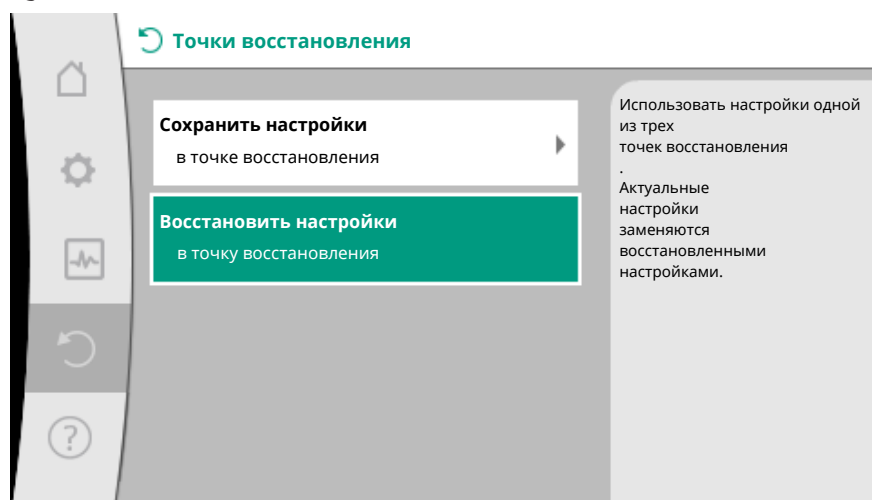 Точки восстановления
Сохранить настройки
в точке восстановления
Восстановить настройки
в точку восстановления
Использовать настройки одной
из трех
точек восстановления
.
Актуальные
настройки
заменяются
восстановленными
настройками.
?